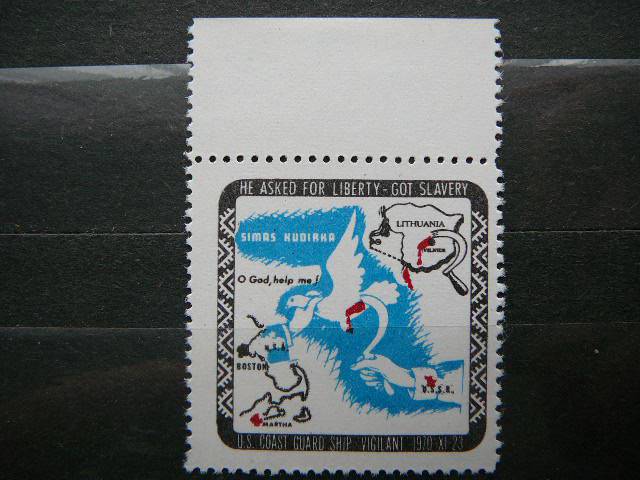 HE ASKED FOR LIBERTY - GOT SLAVERY
SIMAS KUDIRKA
LITHUANIA
VILNIUS
O God, help me!
U.S.A.
BOSTON
U.S.S.R.
MARTHA
U.S. COAST GUARD SHIP VIGILANT 1970 XI 23